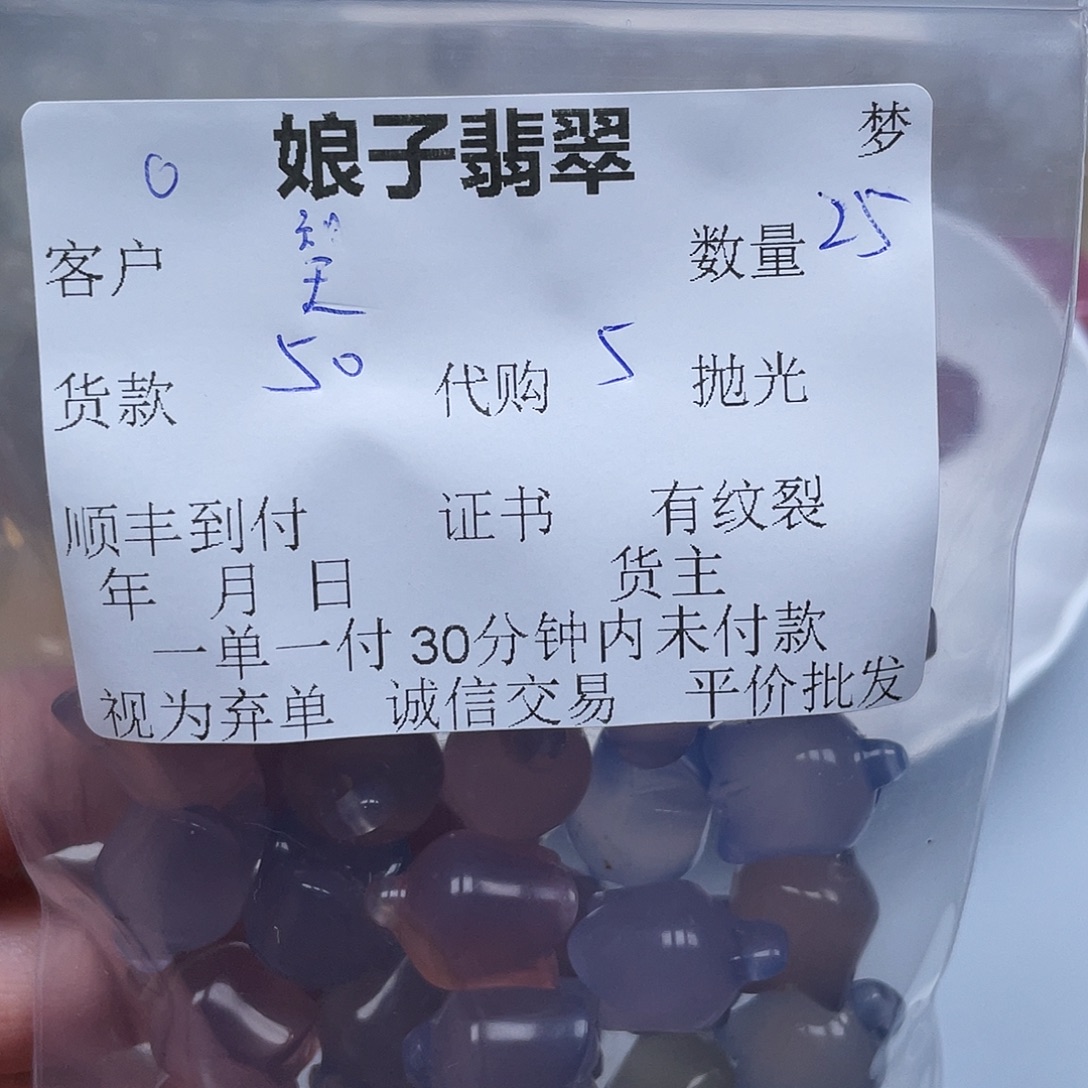 娘子翡翠 梦
0
客户 数量 25
货款 50 代购 5 抛光
顺丰到付 证书 有纹裂
年 月 日 货主
一单一付 30分钟内未付款
视为弃单 诚信交易 平价批发